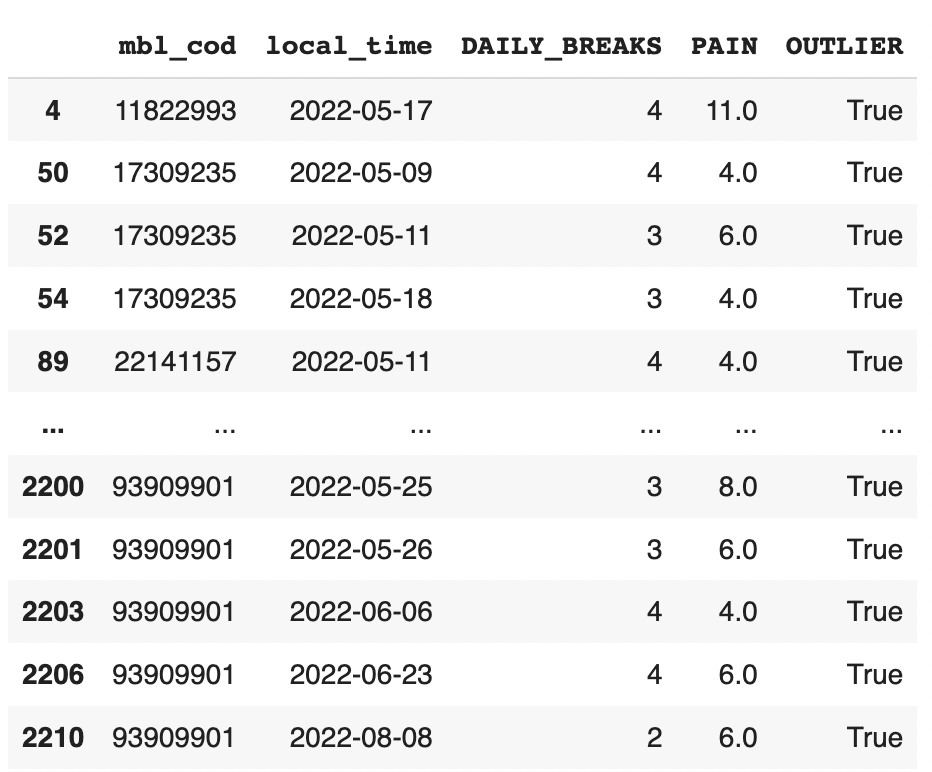 mbl_cod local_time DAILY_BREAKS PAIN OUTLIER
4 11822993 2022-05-17 4 11.0 True
50 17309235 2022-05-09 4 4.0 True
52 17309235 2022-05-11 3 6.0 True
54 17309235 2022-05-18 3 4.0 True
89 22141157 2022-05-11 4 4.0 True
... ... ... ... ... ...
2200 93909901 2022-05-25 3 8.0 True
2201 93909901 2022-05-26 3 6.0 True
2203 93909901 2022-06-06 4 4.0 True
2206 93909901 2022-06-23 4 6.0 True
2210 93909901 2022-08-08 2 6.0 True